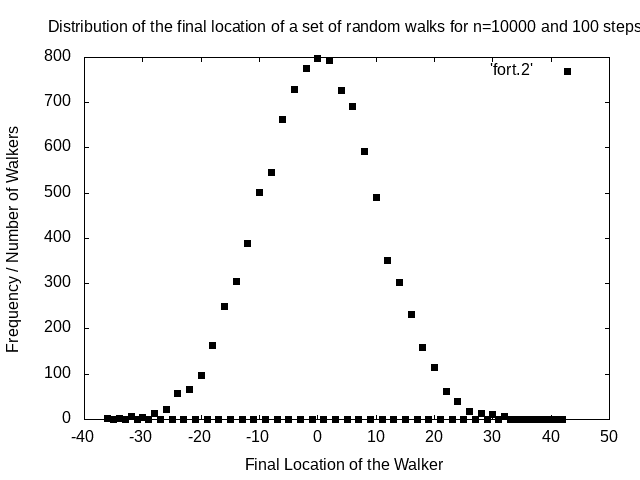 Distribution of the final location of a set of random walks for n=10000 and 100 steps
800
'fort.2'
700
600
500
400
300
200
100
0
Frequency / Number of Walkers
-40 -30 -20 -10 0 10 20 30 40 50
Final Location of the Walker